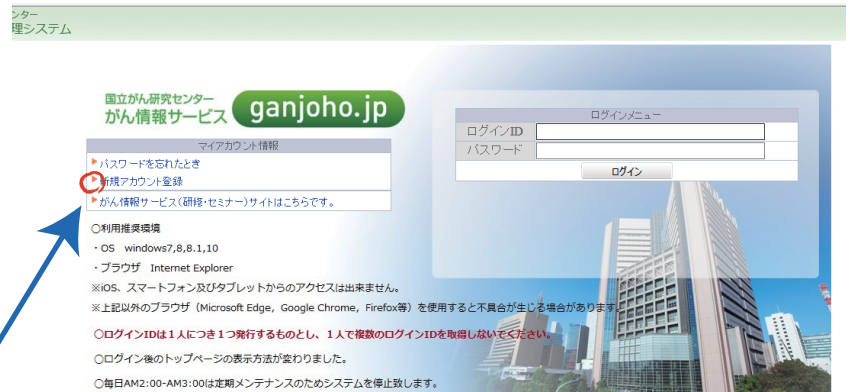 ンター
理システム
国立がん研究センター
がん情報サービス
ganjoho.jp
マイアカウント情報
パスワードを忘れたとき
新規アカウント登録
がん情報サービス(研修・セミナー)サイトはこちらです。
ログインメニュー
ログインID
パスワード
ログイン
○利用推奨環境
・OS windows7,8,8.1,10
・ブラウザ Internet Explorer
※iOS、スマートフォン及びタブレットからのアクセスは出来ません。
※上記以外のブラウザ(Microsoft Edge, Google Chrome, Firefox等)を使用すると不具合が生じる場合があります。
○ログインIDは1人につき1つ発行するものとし、1人で複数のログインIDを取得しないでください。
○ログイン後のトップページの表示方法が変わりました。
○毎日AM2:00-AM3:00は定期メンテナンスのためシステムを停止致します。